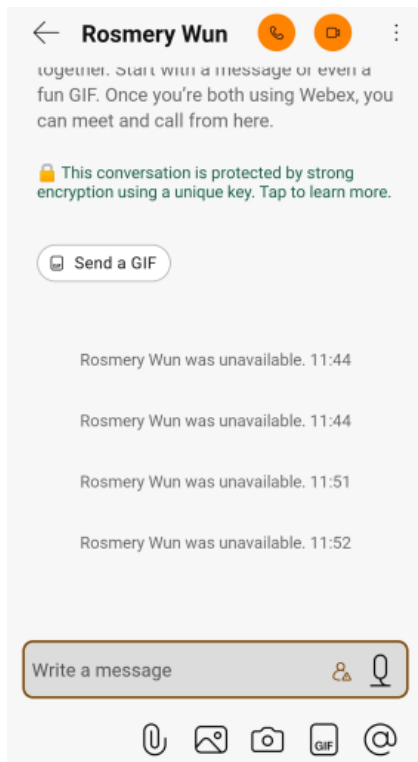 Rosmery Wun
together. Start with a message or even a
fun GIF. Once you're both using Webex, you
can meet and call from here.
This conversation is protected by strong
encryption using a unique key. Tap to learn more.
GIF Send a GIF
Rosmery Wun was unavailable. 11:44
Rosmery Wun was unavailable. 11:44
Rosmery Wun was unavailable. 11:51
Rosmery Wun was unavailable. 11:52
Write a message
GIF @